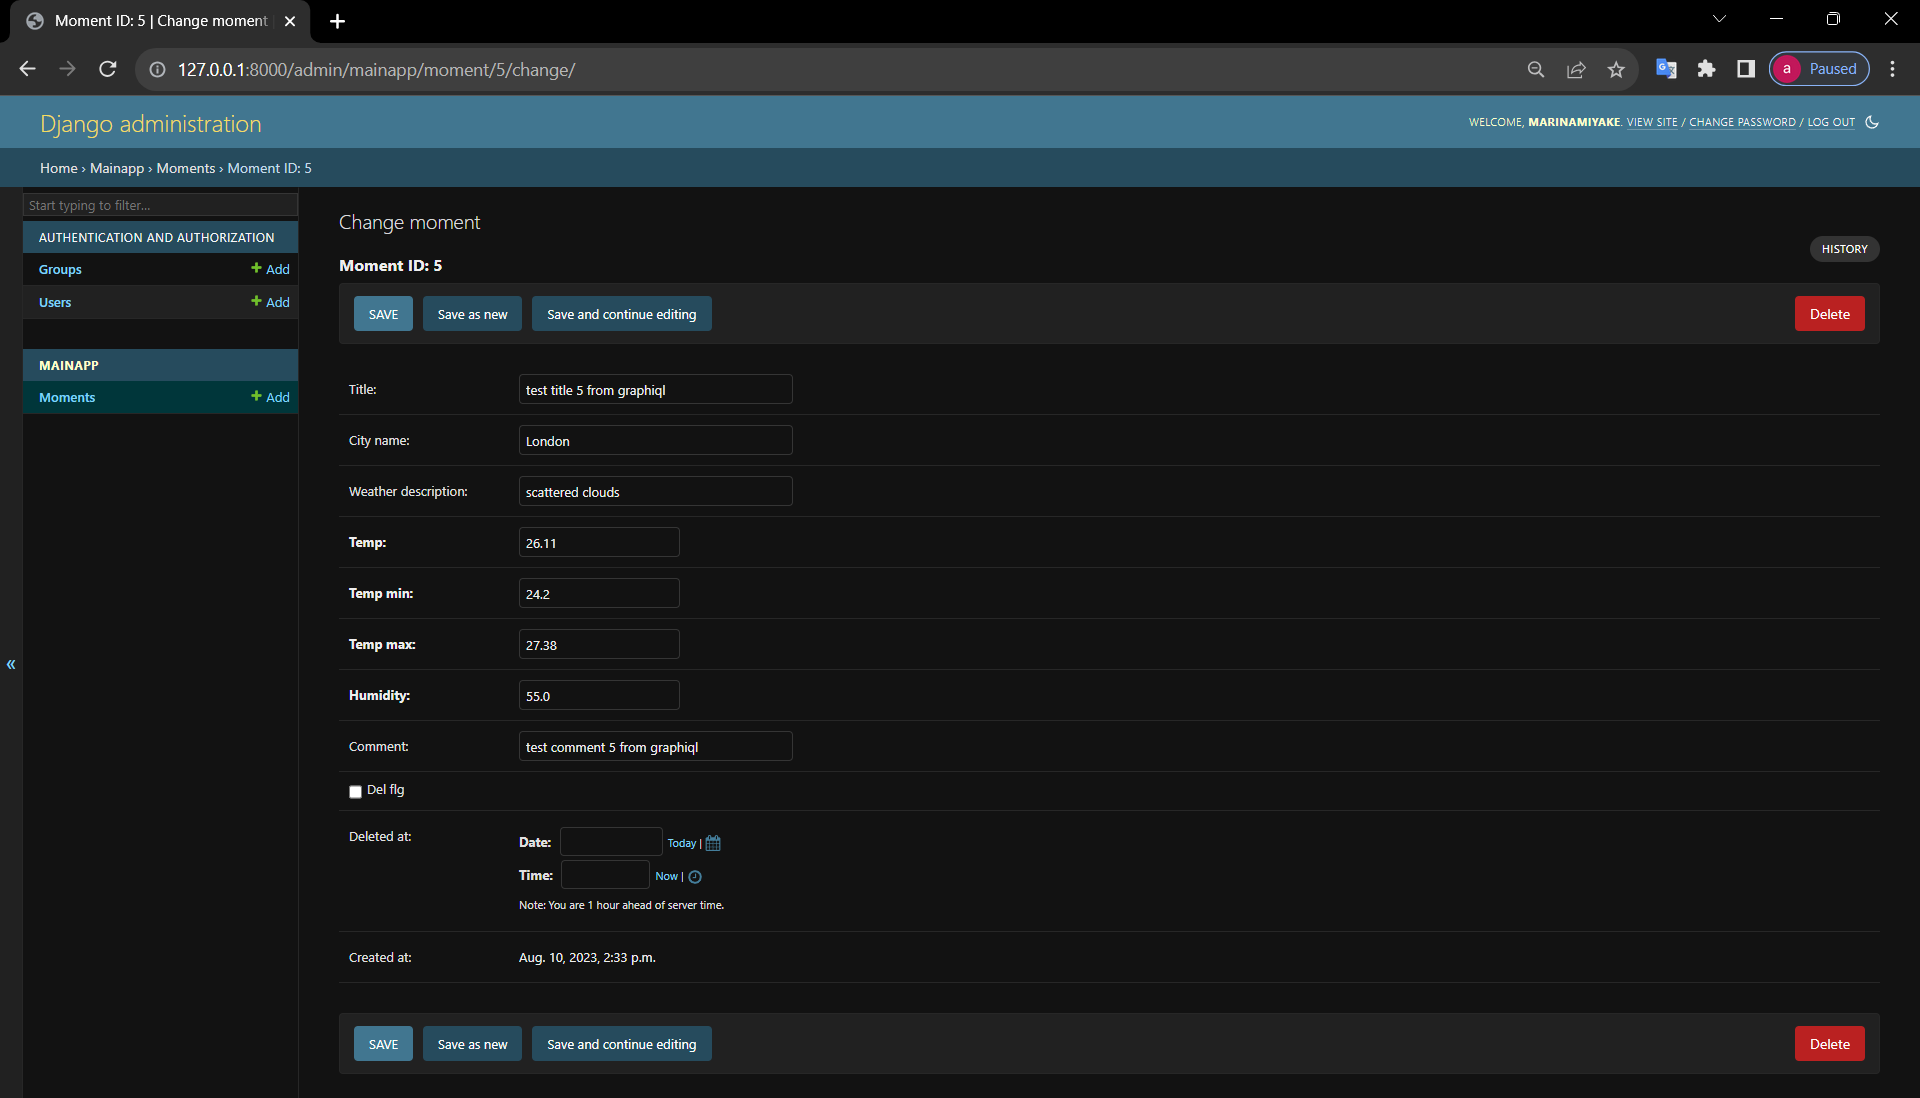 Moment ID: 5 | Change moment
127.0.0.1:8000/admin/mainapp/moment/5/change/
a Paused
Django administration
WELCOME, MARINAMIYAKE. VIEW SITE / CHANGE PASSWORD / LOG OUT
Home › Mainapp › Moments › Moment ID: 5
Start typing to filter...
AUTHENTICATION AND AUTHORIZATION
Groups + Add
Users + Add
MAINAPP
Moments + Add
«
Change moment
HISTORY
Moment ID: 5
SAVE Save as new Save and continue editing Delete
Title: test title 5 from graphiql
City name: London
Weather description: scattered clouds
Temp: 26.11
Temp min: 24.2
Temp max: 27.38
Humidity: 55.0
Comment: test comment 5 from graphiql
Del flg
Deleted at:
Date: Today |
Time: Now |
Note: You are 1 hour ahead of server time.
Created at: Aug. 10, 2023, 2:33 p.m.
SAVE Save as new Save and continue editing Delete